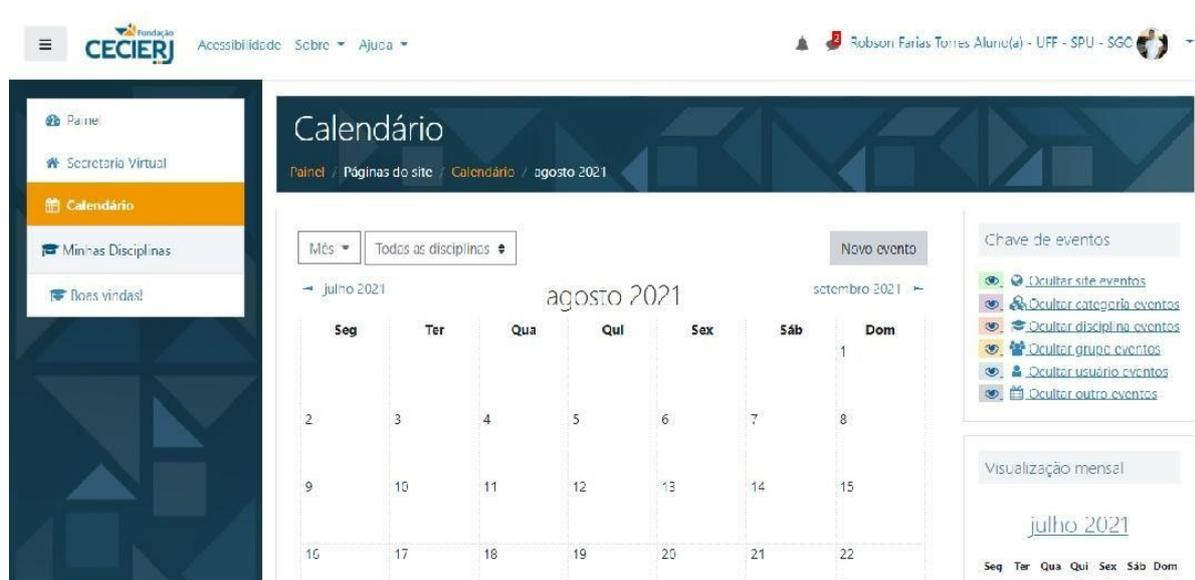 Fundação
CECIERJ
Acessibilidade Sobre Ajuda
2
Robson Farias Torres Aluno(a) - UFF - SPU - SGC
Painel
Secretaria Virtual
Calendário
Minhas Disciplinas
Boas vindas!
Calendário
Painel / Páginas do site / Calendário / agosto 2021
Mês
Todas as disciplinas
Novo evento
julho 2021
agosto 2021
setembro 2021
Seg Ter Qua Qui Sex Sáb Dom
1
2 3 4 5 6 7 8
9 10 11 12 13 14 15
16 17 18 19 20 21 22
Chave de eventos
Ocultar site eventos
Ocultar categoria eventos
Ocultar disciplina eventos
Ocultar grupo eventos
Ocultar usuário eventos
Ocultar outro eventos
Visualização mensal
julho 2021
Seg Ter Qua Qui Sex Sáb Dom